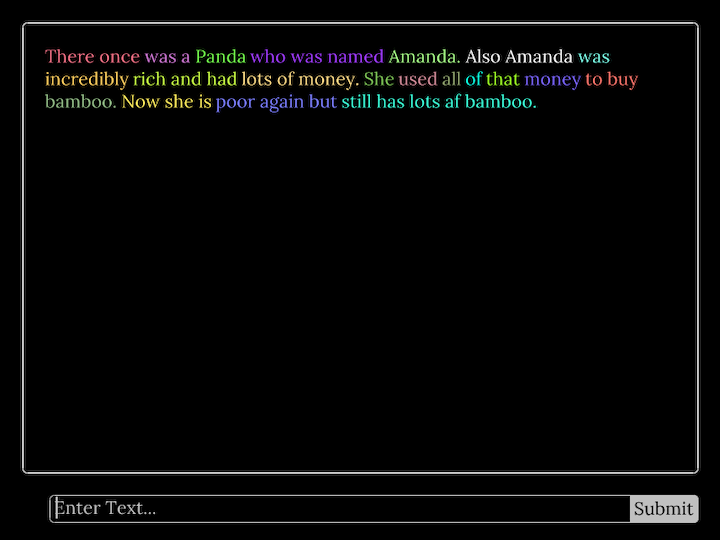 There once was a Panda who was named Amanda. Also Amanda was
incredibly rich and had lots of money. She used all of that money to buy
bamboo. Now she is poor again but still has lots af bamboo.
Enter Text...
Submit